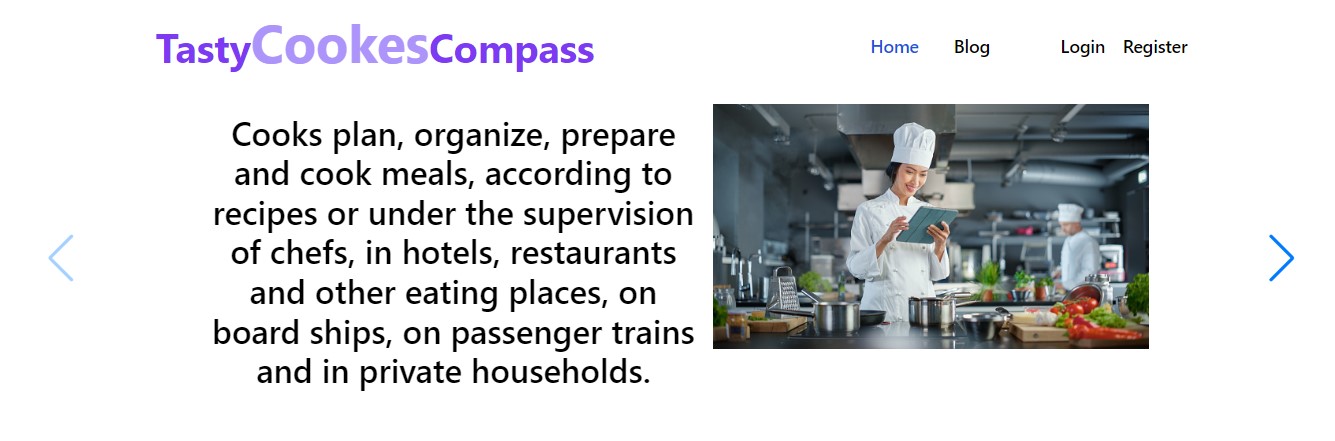 TastyCookesCompass
Home Blog Login Register
Cooks plan, organize, prepare
and cook meals, according to
recipes or under the supervision
of chefs, in hotels, restaurants
and other eating places, on
board ships, on passenger trains
and in private households.